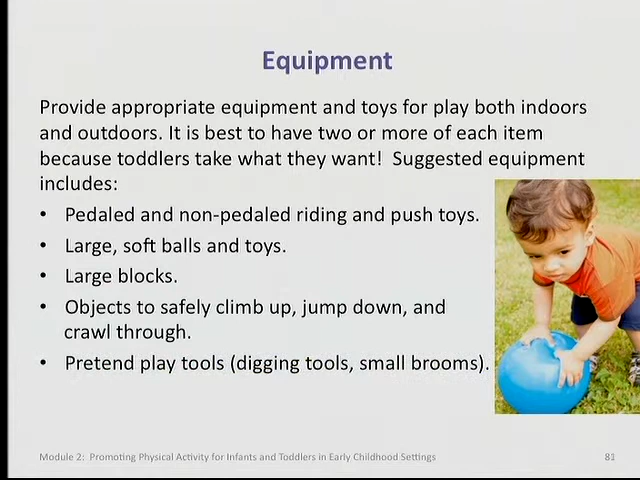 Equipment
Provide appropriate equipment and toys for play both indoors
and outdoors. It is best to have two or more of each item
because toddlers take what they want! Suggested equipment
includes:
• Pedaled and non-pedaled riding and push toys.
• Large, soft balls and toys.
• Large blocks.
• Objects to safely climb up, jump down, and
crawl through.
• Pretend play tools (digging tools, small brooms).
Module 2: Promoting Physical Activity for Infants and Toddlers in Early Childhood Settings
81